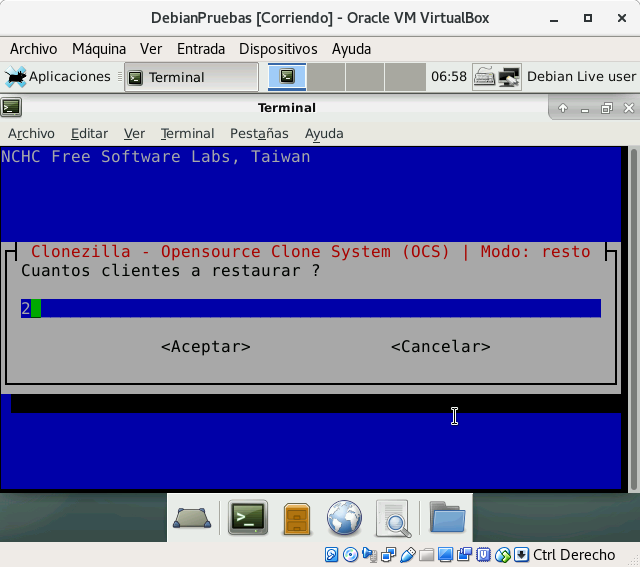 DebianPruebas [Corriendo] - Oracle VM VirtualBox
Archivo Máquina Ver Entrada Dispositivos Ayuda
Aplicaciones Terminal 06:58 Debian Live user
Terminal
Archivo Editar Ver Terminal Pestañas Ayuda
NCHC Free Software Labs, Taiwan
Clonezilla - Opensource Clone System (OCS) | Modo: resto
Cuantos clientes a restaurar ?
2
<Aceptar> <Cancelar>
Ctrl Derecho